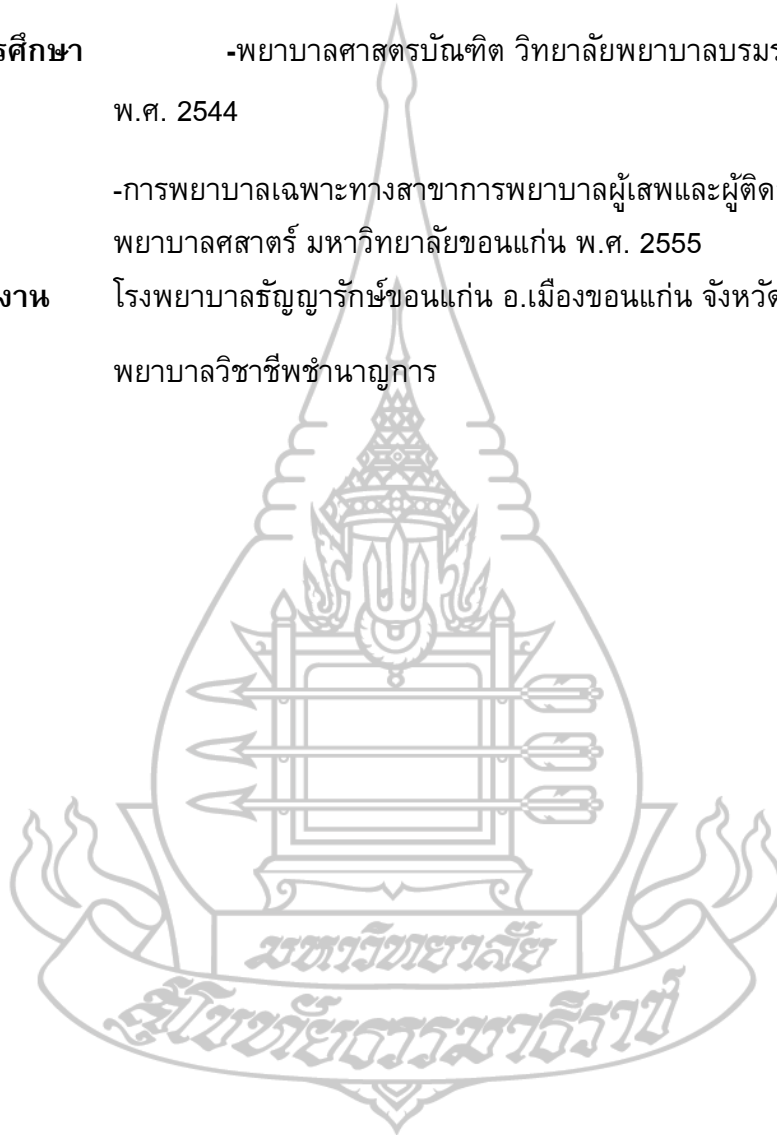 รศึกษา -พยาบาลศาสตรบัณฑิต วิทยาลัยพยาบาลบรมร
พ.ศ. 2544
-การพยาบาลเฉพาะทางสาขาการพยาบาลผู้เสพและผู้ติด
พยาบาลศสาตร์ มหาวิทยาลัยขอนแก่น พ.ศ. 2555
งาน โรงพยาบาลธัญญารักษ์ขอนแก่น อ.เมืองขอนแก่น จังหวัด
พยาบาลวิชาชีพชำนาญการ
มหาวิทยาลัย
สุโขทัยธรรมาธิราช